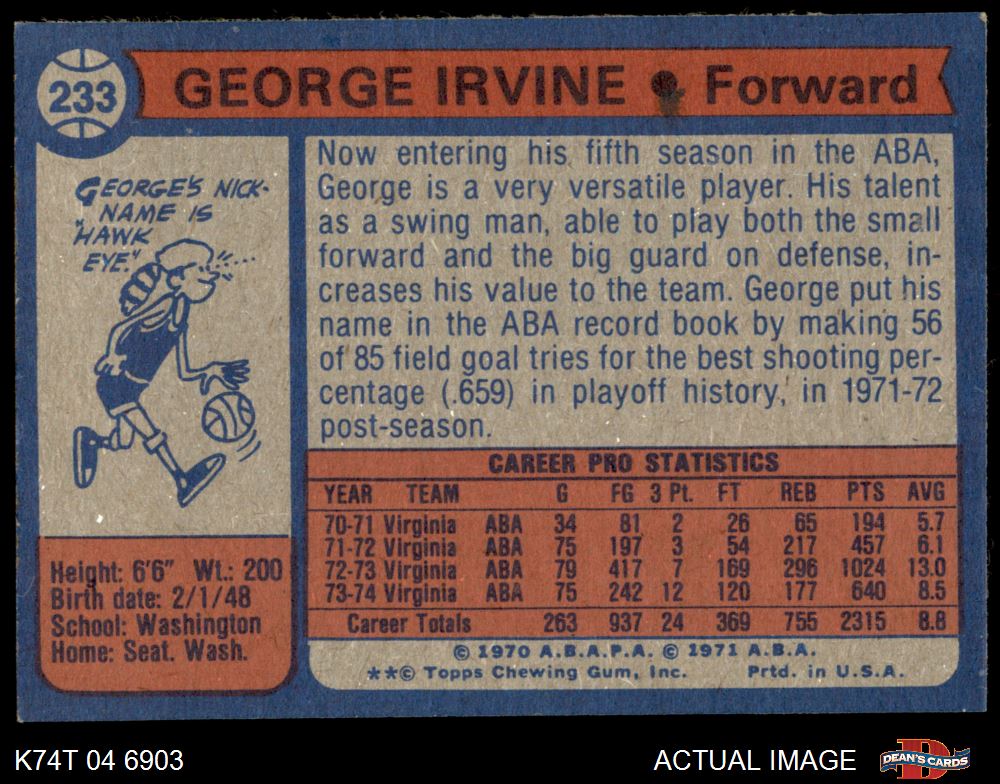 233
GEORGE IRVINE ● Forward
GEORGE'S NICK-
NAME IS
"HAWK
EYE."
Now entering his fifth season in the ABA,
George is a very versatile player. His talent
as a swing man, able to play both the small
forward and the big guard on defense, in-
creases his value to the team. George put his
name in the ABA record book by making 56
of 85 field goal tries for the best shooting per-
centage (.659) in playoff history, in 1971-72
post-season.
CAREER PRO STATISTICS
YEAR TEAM G FG 3 Pt. FT REB PTS AVG
70-71 Virginia ABA 34 81 2 26 65 194 5.7
71-72 Virginia ABA 75 197 3 54 217 457 6.1
72-73 Virginia ABA 79 417 7 169 296 1024 13.0
73-74 Virginia ABA 75 242 12 120 177 640 8.5
Career Totals 263 937 24 369 755 2315 8.8
Height: 6'6" Wt.: 200
Birth date: 2/1/48
School: Washington
Home: Seat. Wash.
© 1970 A.B.A.P.A. © 1971 A.B.A.
**© Topps Chewing Gum, Inc. Prtd. in U.S.A.
K74T 04 6903
ACTUAL IMAGE
DEAN'S CARDS